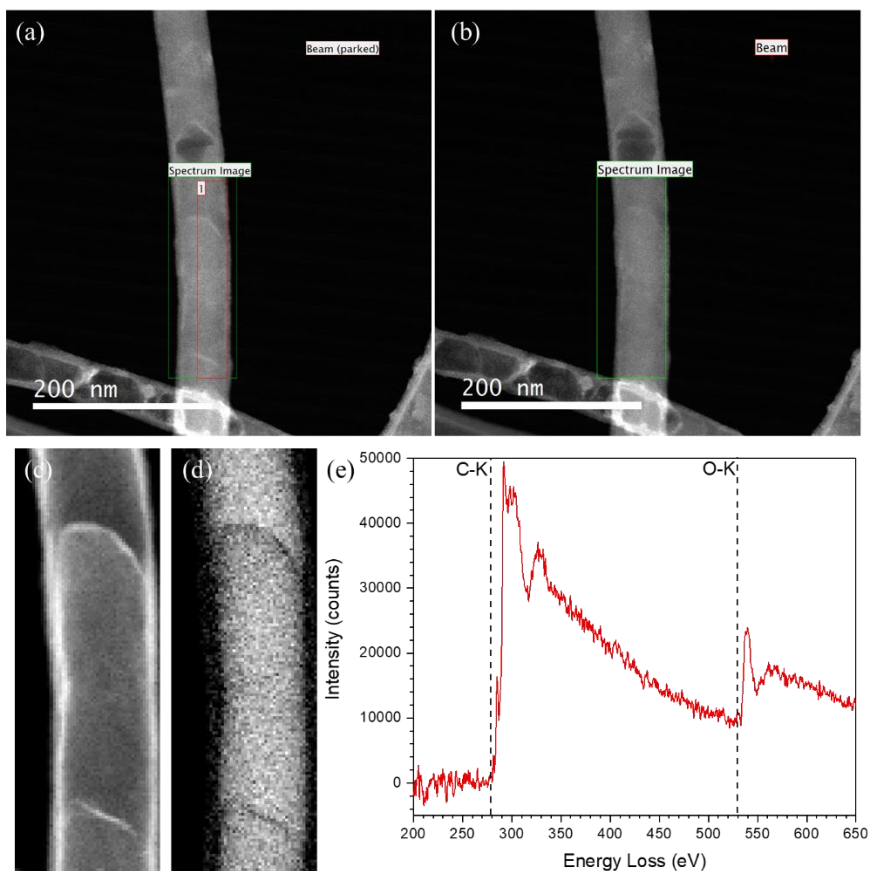 (a)
Beam (parked)
Spectrum Image
1
200 nm
(b)
Beam
Spectrum Image
200 nm
(c)
(d)
(e)
C-K
O-K
50000
40000
30000
20000
10000
0
Intensity (counts)
200 250 300 350 400 450 500 550 600 650
Energy Loss (eV)